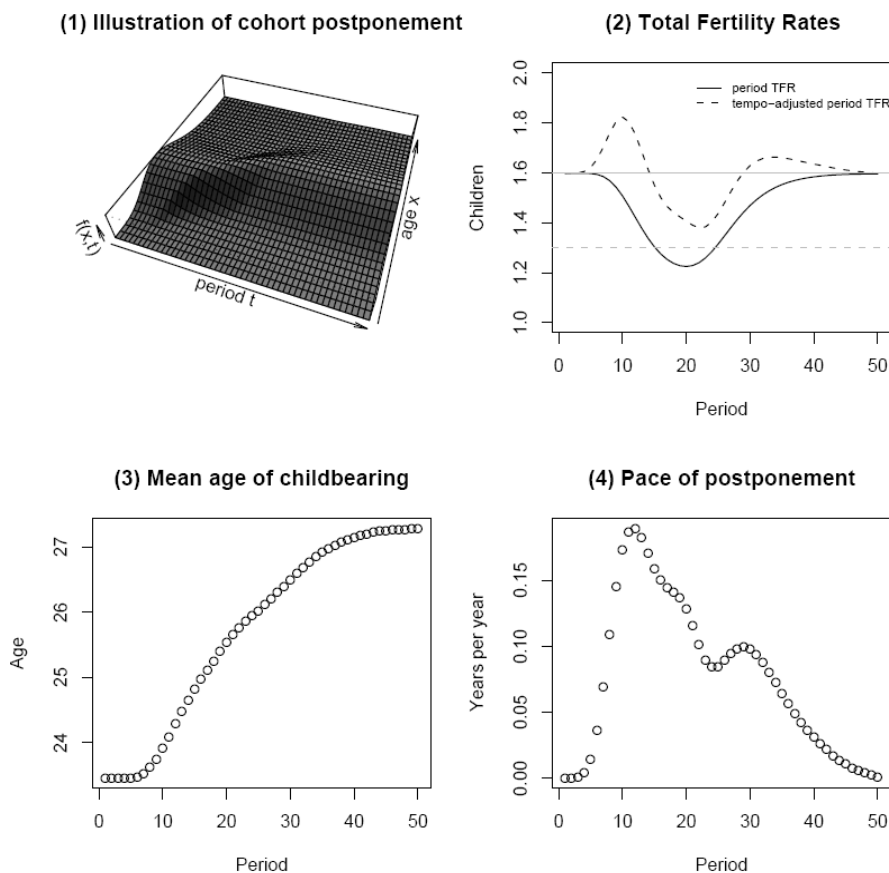 (1) Illustration of cohort postponement
f(x,t)
period t
age x
(2) Total Fertility Rates
period TFR
tempo-adjusted period TFR
Children
2.0
1.8
1.6
1.4
1.2
1.0
0 10 20 30 40 50
Period
(3) Mean age of childbearing
Age
27
26
25
24
0 10 20 30 40 50
Period
(4) Pace of postponement
Years per year
0.15
0.10
0.05
0.00
0 10 20 30 40 50
Period